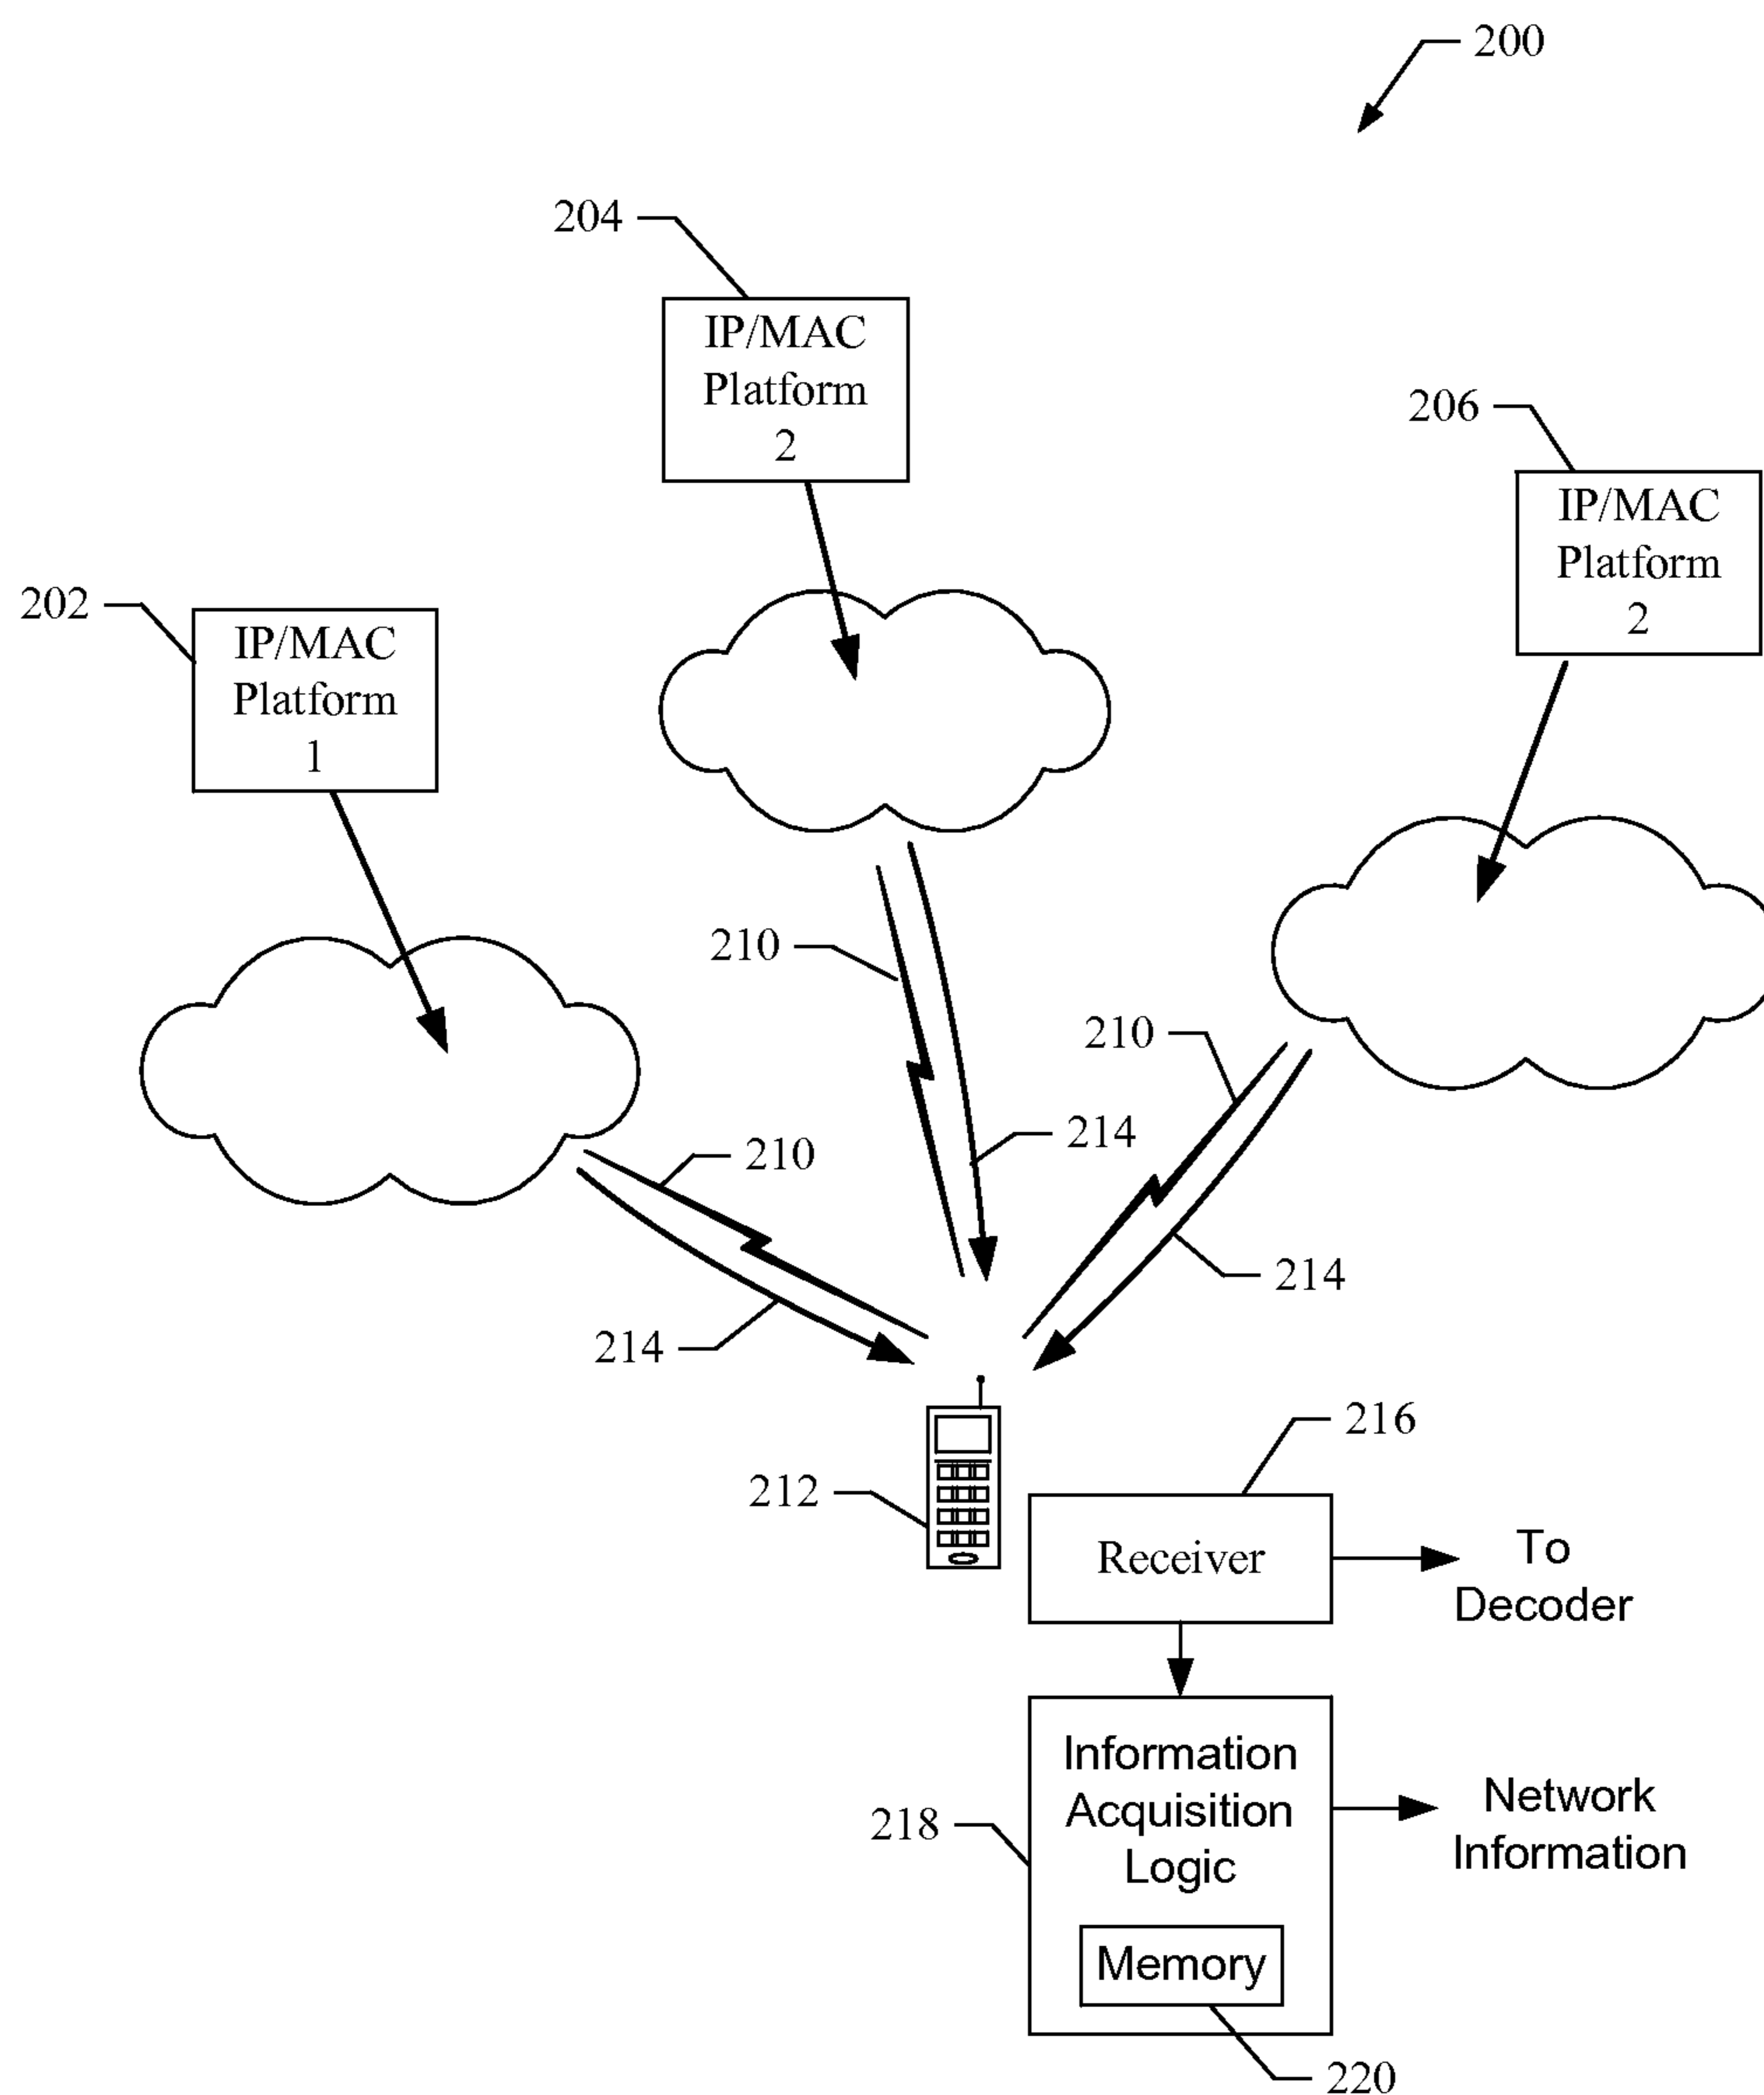 200
204
IP/MAC
Platform
2
206
IP/MAC
Platform
2
202
IP/MAC
Platform
1
210
210
214
210
214
214
216
212
Receiver
To
Decoder
Information
Acquisition
Logic
218
Network
Information
Memory
220